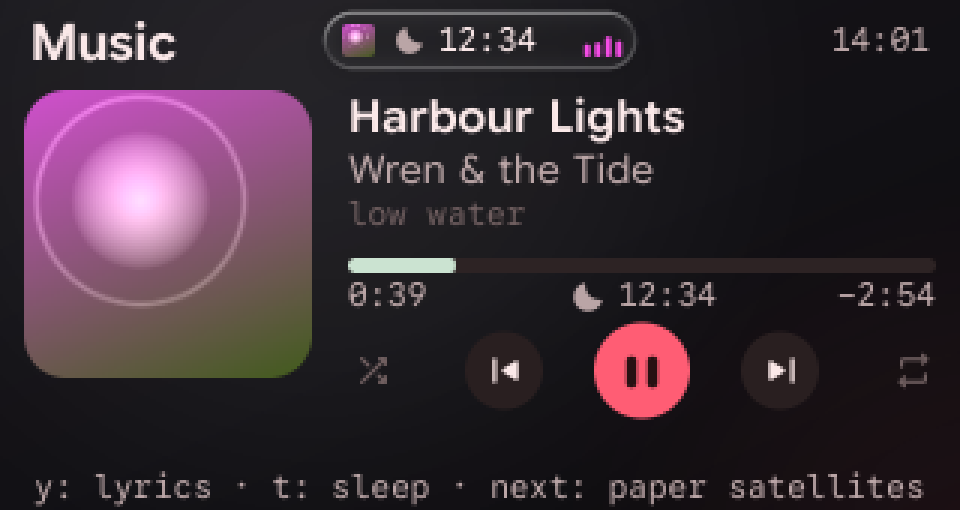 Music
12:34
14:01
Harbour Lights
Wren & the Tide
low water
0:39
12:34
-2:54
y: lyrics · t: sleep · next: paper satellites